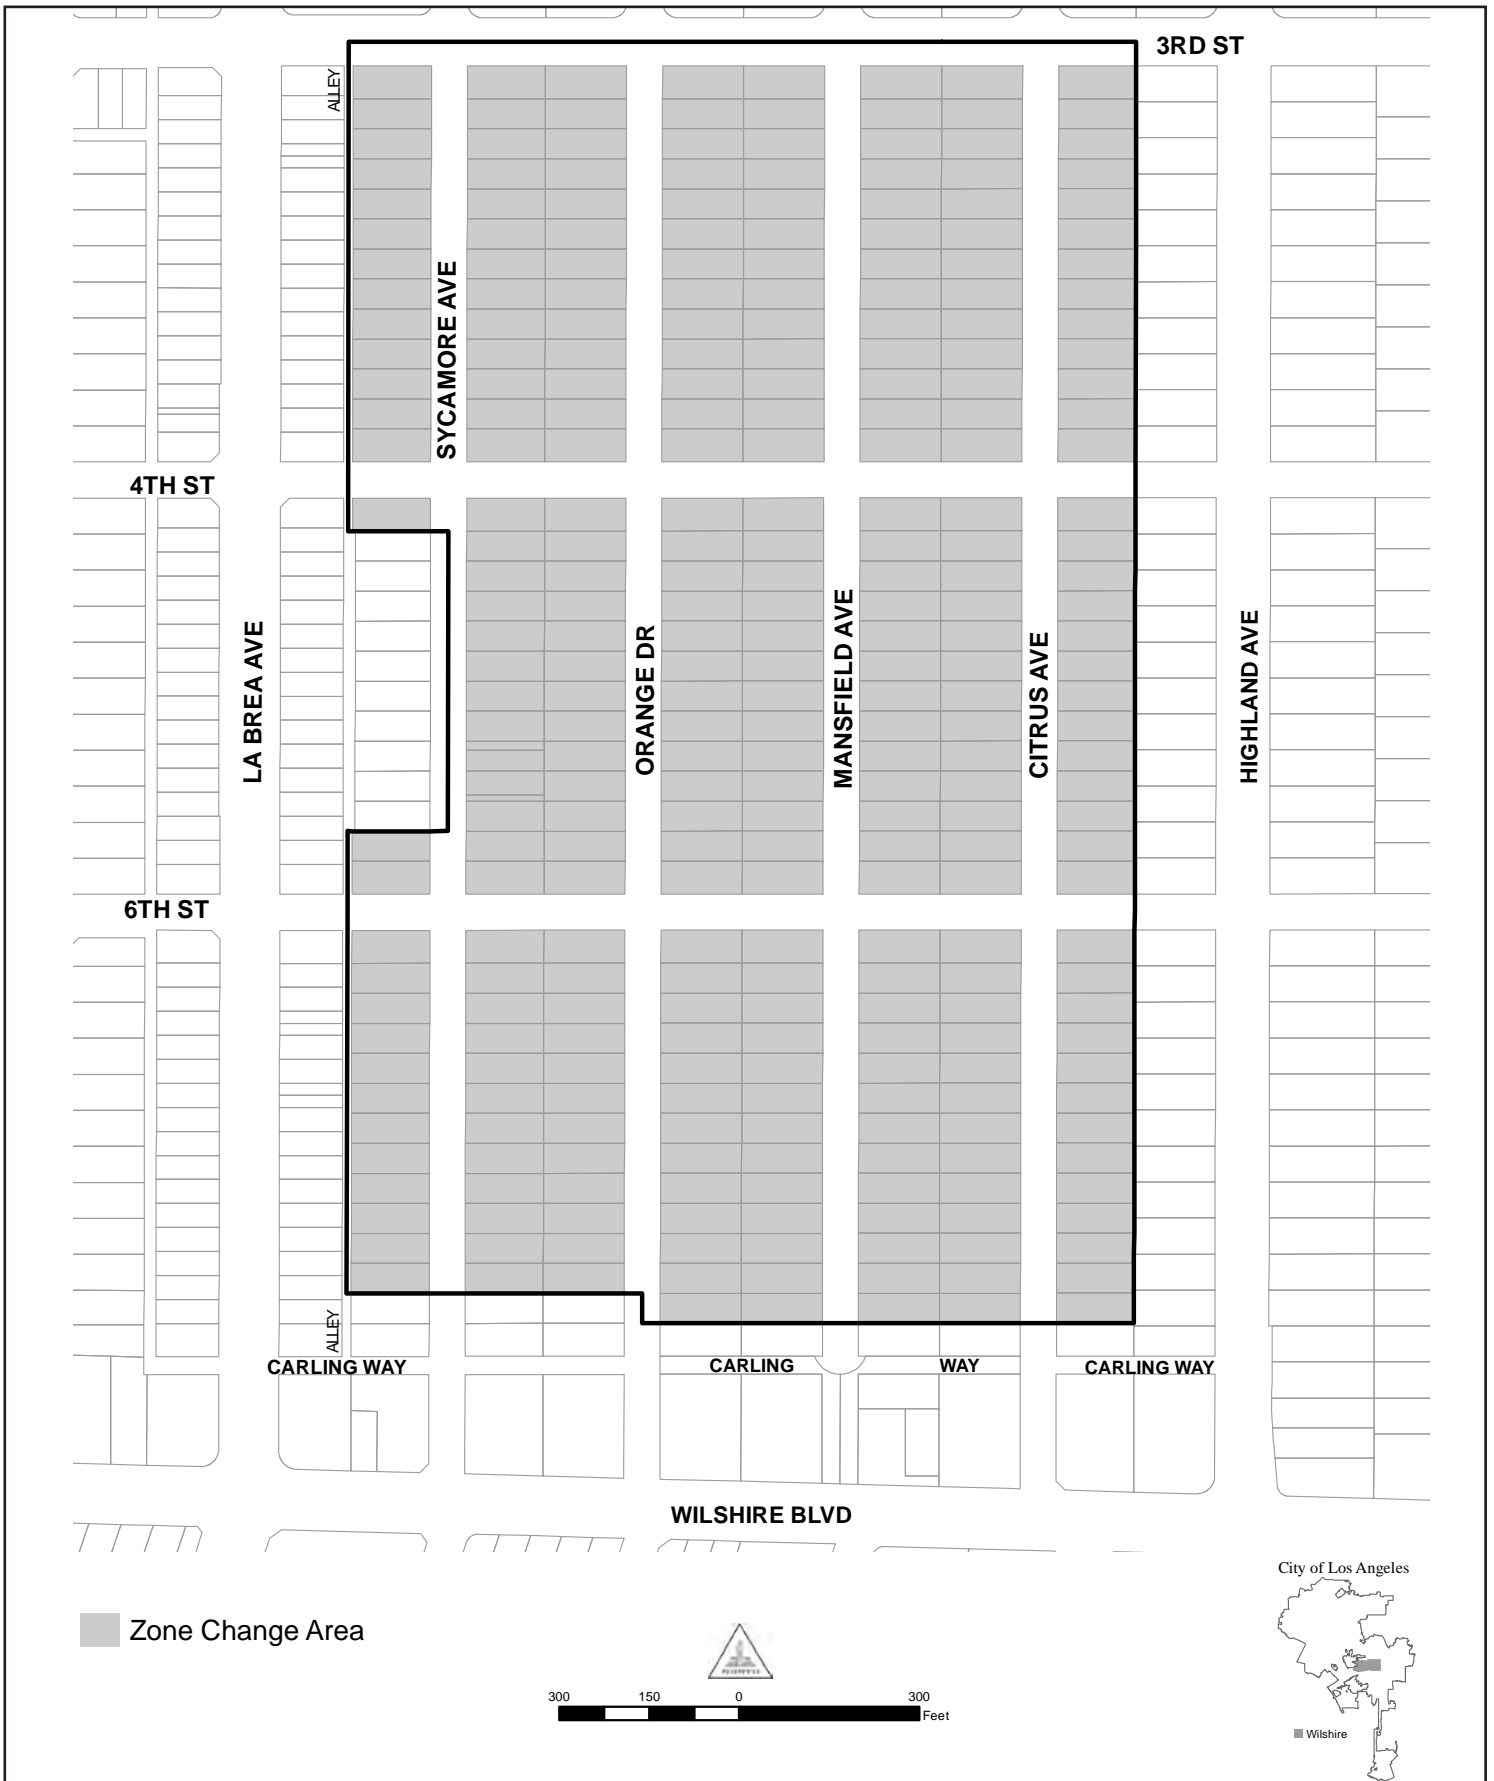 3RD ST
ALLEY
SYCAMORE AVE
4TH ST
LA BREA AVE
ORANGE DR
MANSFIELD AVE
CITRUS AVE
HIGHLAND AVE
6TH ST
ALLEY
CARLING WAY
CARLING WAY
CARLING WAY
WILSHIRE BLVD
City of Los Angeles
Zone Change Area
300 150 0 300
Feet
Wilshire